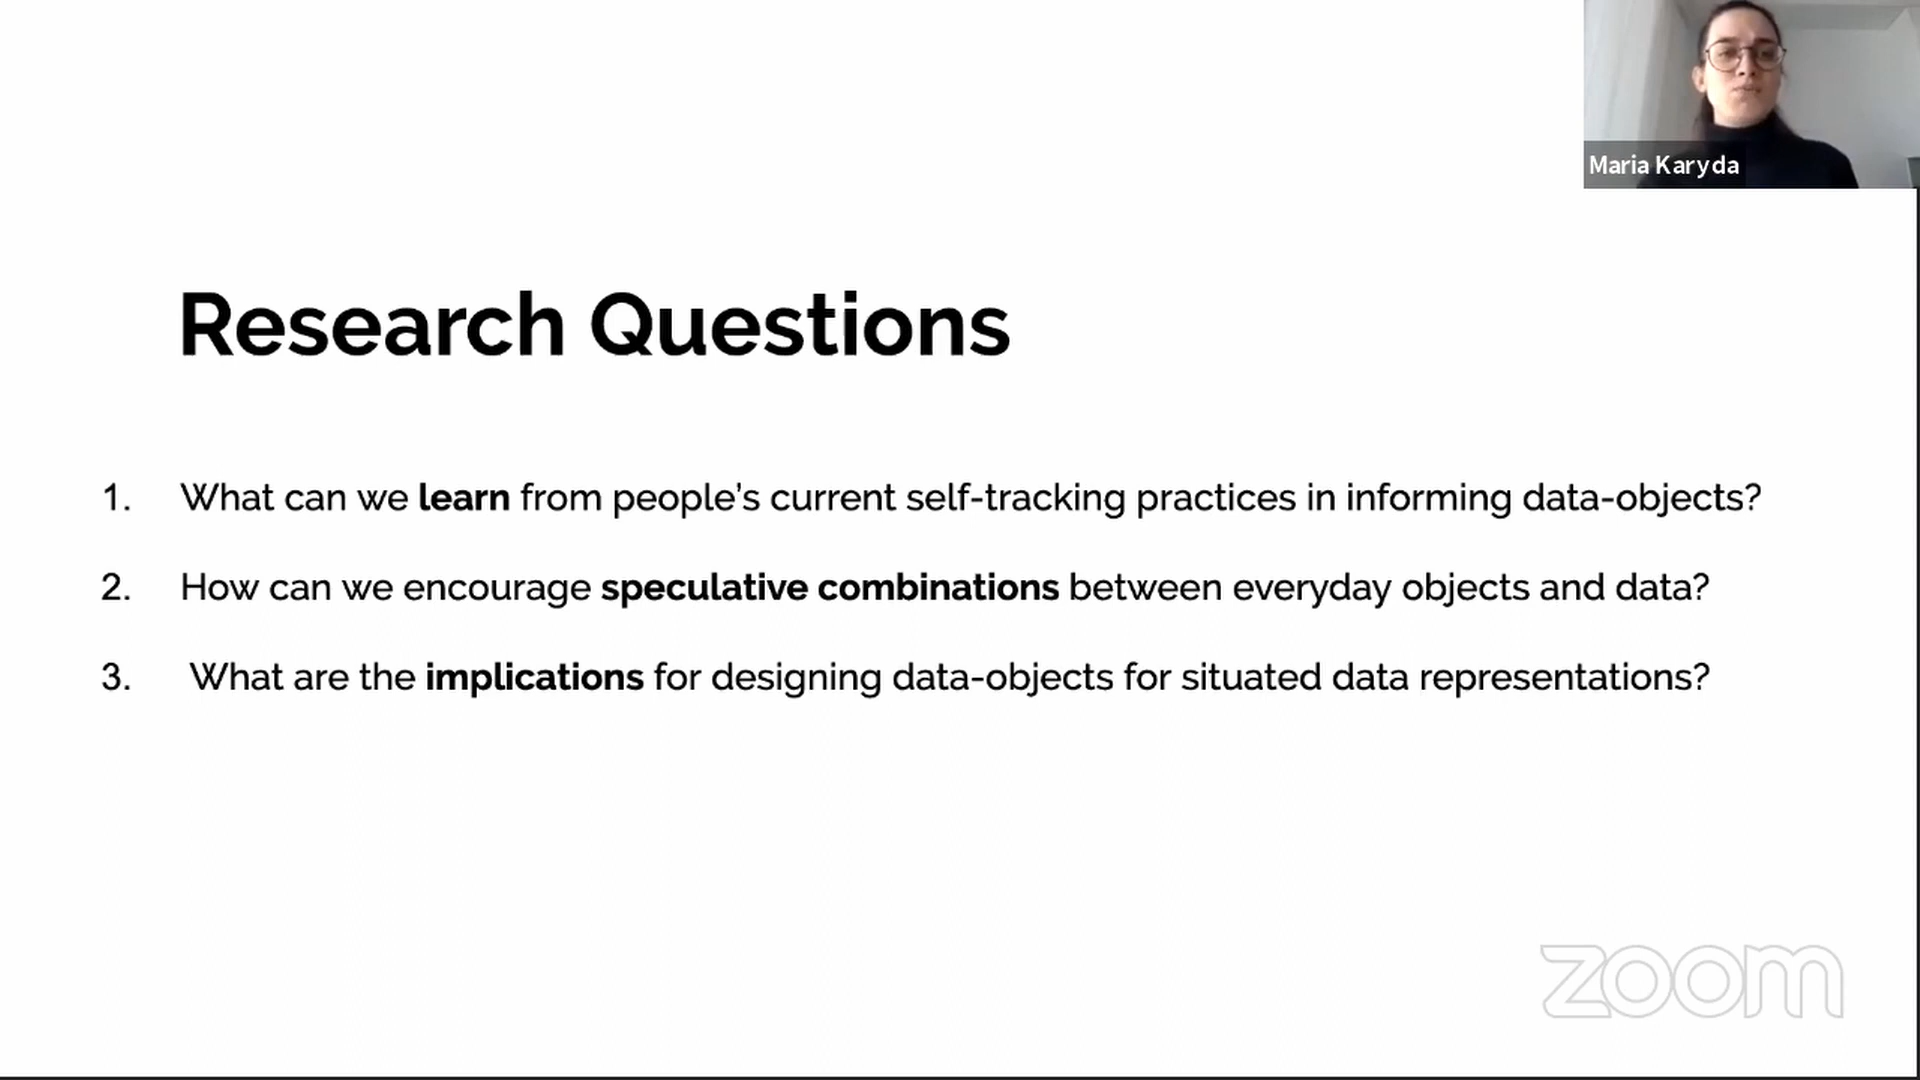 Maria Karyda
Research Questions
1. What can we learn from people’s current self-tracking practices in informing data-objects?
2. How can we encourage speculative combinations between everyday objects and data?
3. What are the implications for designing data-objects for situated data representations?
zoom